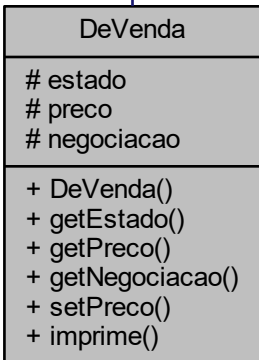 DeVenda
# estado
# preco
# negociacao
+ DeVenda()
+ getEstado()
+ getPreco()
+ getNegociacao()
+ setPreco()
+ imprime()